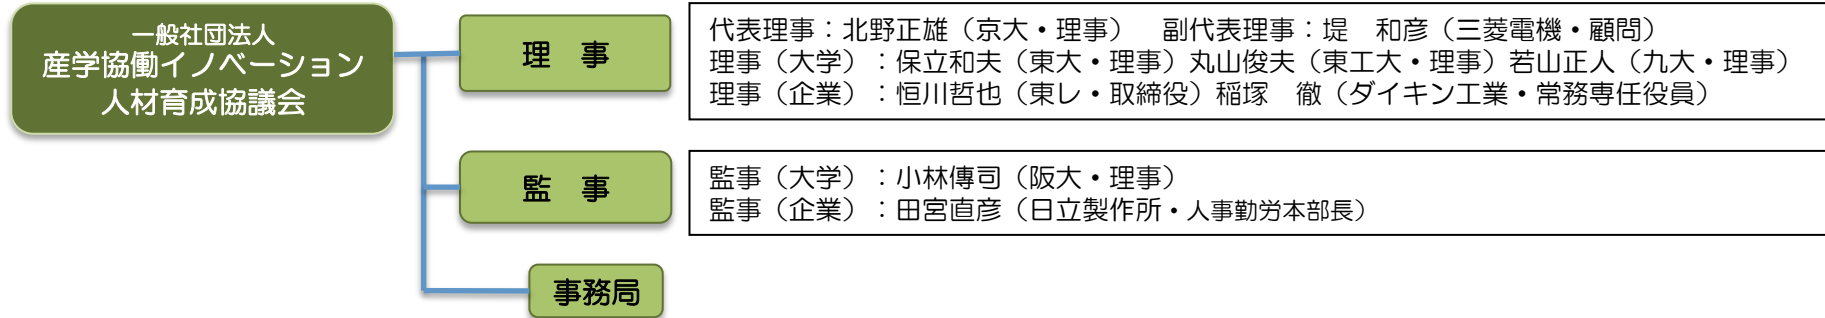 一般社団法人
産学協働イノベーション
人材育成協議会
理　事
代表理事：北野正雄（京大・理事）　副代表理事：堤　和彦（三菱電機・顧問）
理事（大学）：保立和夫（東大・理事）丸山俊夫（東工大・理事）若山正人（九大・理事）
理事（企業）：恒川哲也（東レ・取締役）稲塚　徹（ダイキン工業・常務専任役員）
監　事
監事（大学）：小林傳司（阪大・理事）
監事（企業）：田宮直彦（日立製作所・人事勤労本部長）
事務局